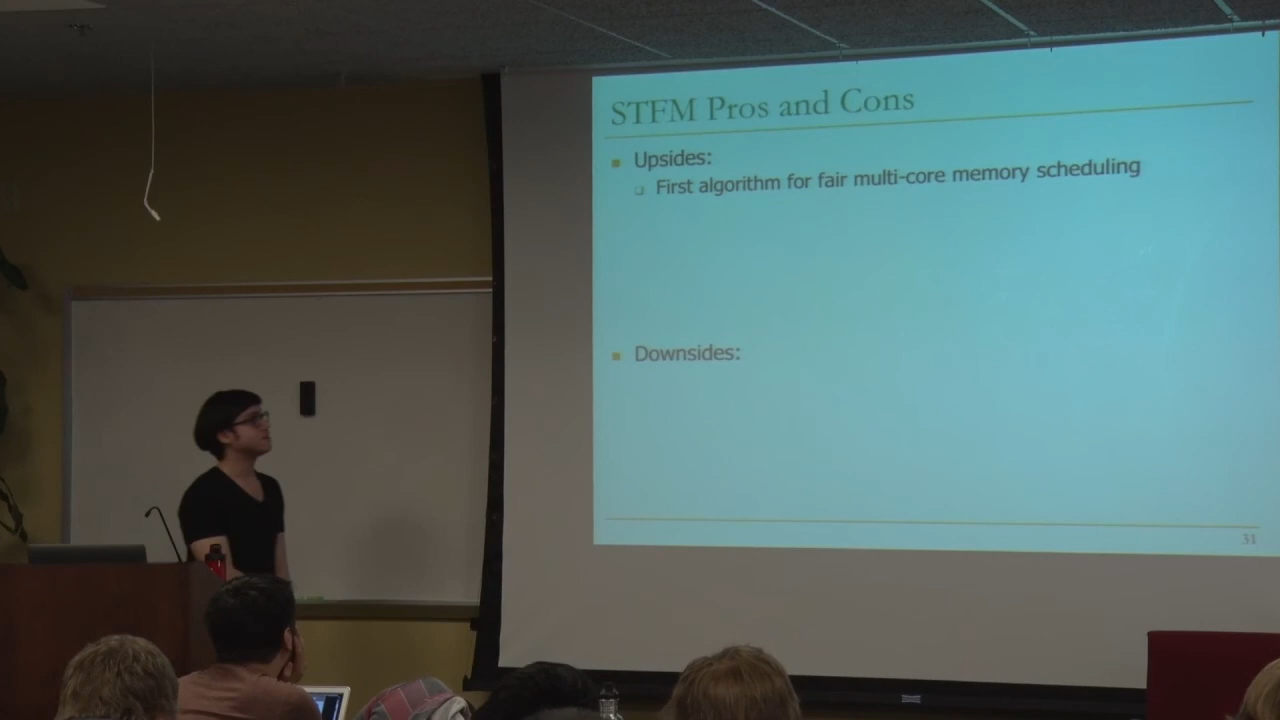 STFM Pros and Cons
Upsides:
First algorithm for fair multi-core memory scheduling
Downsides:
31